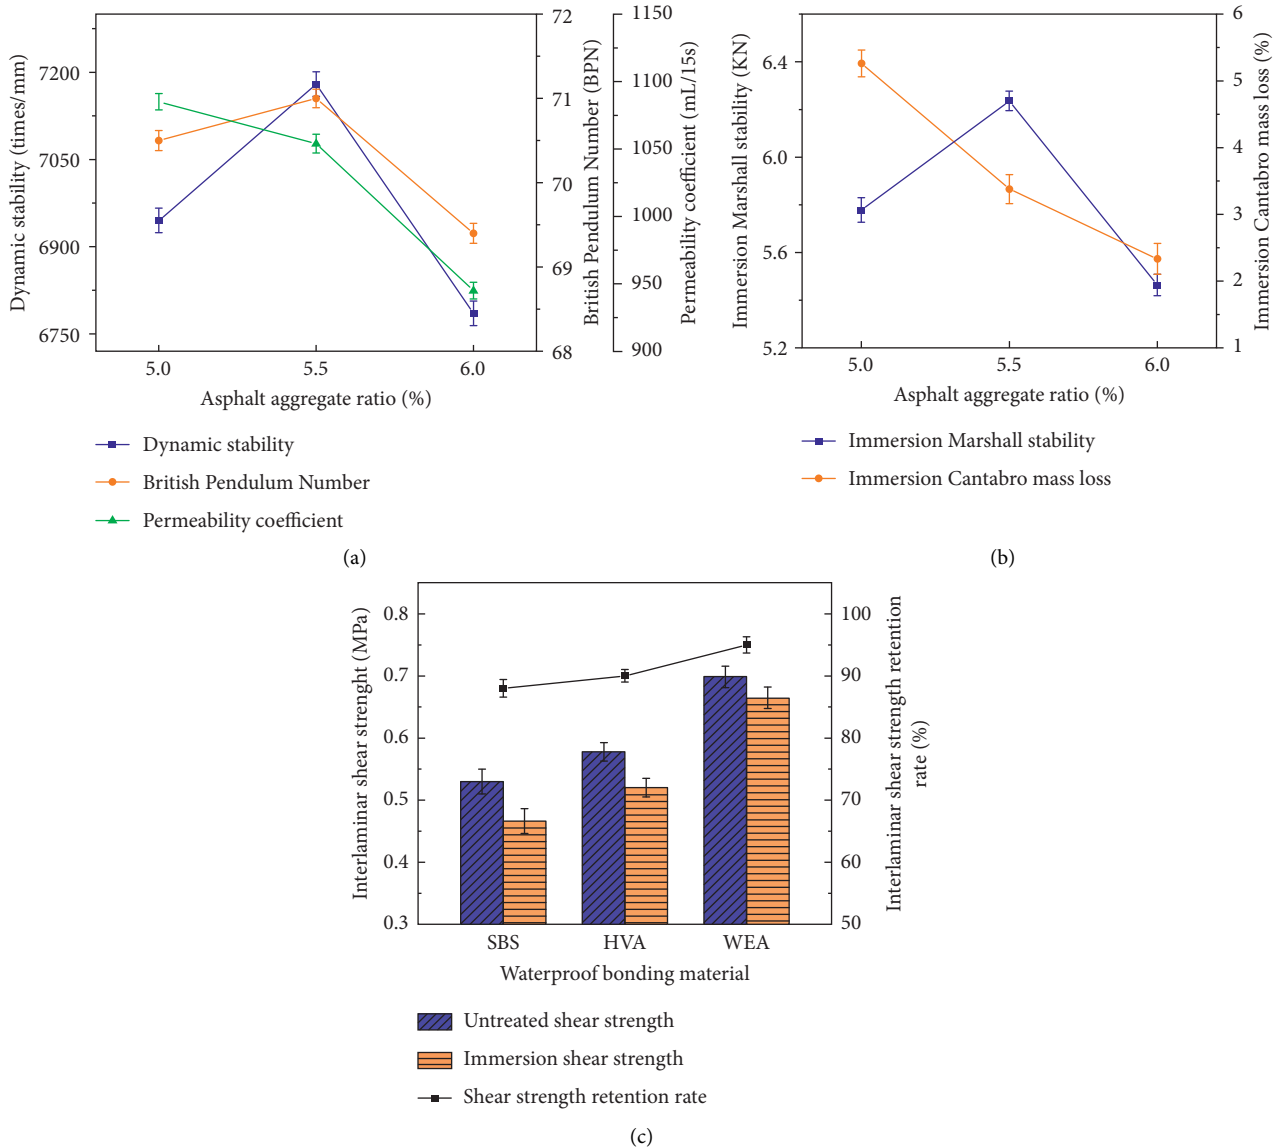 Dynamic stability (times/mm)
7200
7050
6900
6750
5.0
5.5
6.0
Asphalt aggregate ratio (%)
72
71
70
69
68
British Pendulum Number (BPN)
1150
1100
1050
1000
950
900
Permeability coefficient (mL/15s)
Dynamic stability
British Pendulum Number
Permeability coefficient
(a)
Immersion Marshall stability (KN)
6.4
6.0
5.6
5.2
5.0
5.5
6.0
Asphalt aggregate ratio (%)
6
5
4
3
2
1
Immersion Cantabro mass loss (%)
Immersion Marshall stability
Immersion Cantabro mass loss
(b)
Interlaminar shear strenght (MPa)
0.8
0.7
0.6
0.5
0.4
0.3
SBS
HVA
WEA
Waterproof bonding material
100
90
80
70
60
50
Interlaminar shear strength retention
rate (%)
Untreated shear strength
Immersion shear strength
Shear strength retention rate
(c)